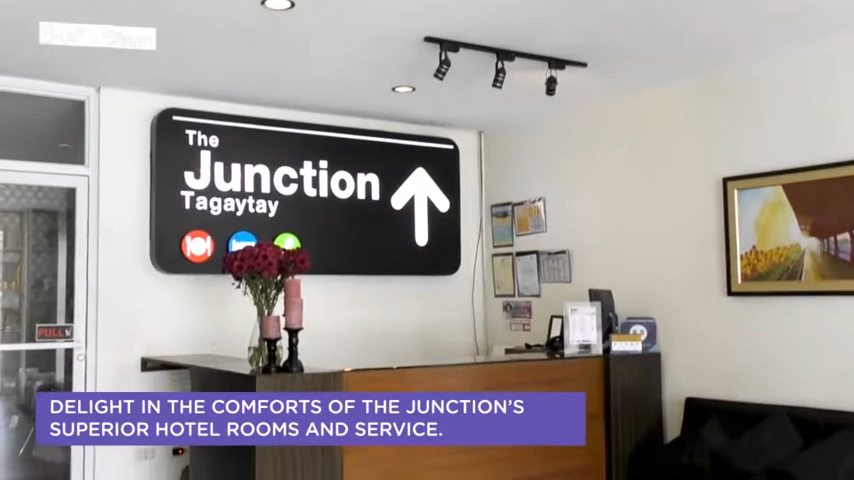 The
Junction
Tagaytay
PULL
DELIGHT IN THE COMFORTS OF THE JUNCTION'S
SUPERIOR HOTEL ROOMS AND SERVICE.